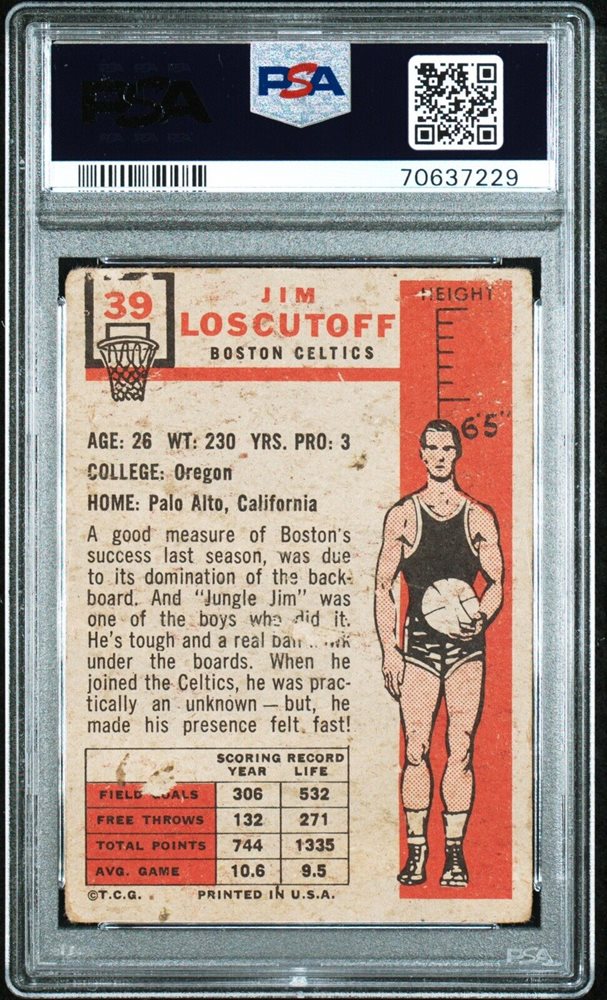 PSA
PSA
70637229
39
JIM
LOSCUTOFF
BOSTON CELTICS
HEIGHT
6'5"
AGE: 26 WT: 230 YRS. PRO: 3
COLLEGE: Oregon
HOME: Palo Alto, California
A good measure of Boston's
success last season, was due
to its domination of the back-
board. And "Jungle Jim" was
one of the boys who did it.
He's tough and a real
under the boards. When he
joined the Celtics, he was prac-
tically an unknown — but, he
made his presence felt fast!
SCORING RECORD
YEAR LIFE
FIELD GOALS 306 532
FREE THROWS 132 271
TOTAL POINTS 744 1335
AVG. GAME 10.6 9.5
©T.C.G. PRINTED IN U.S.A.
PSA